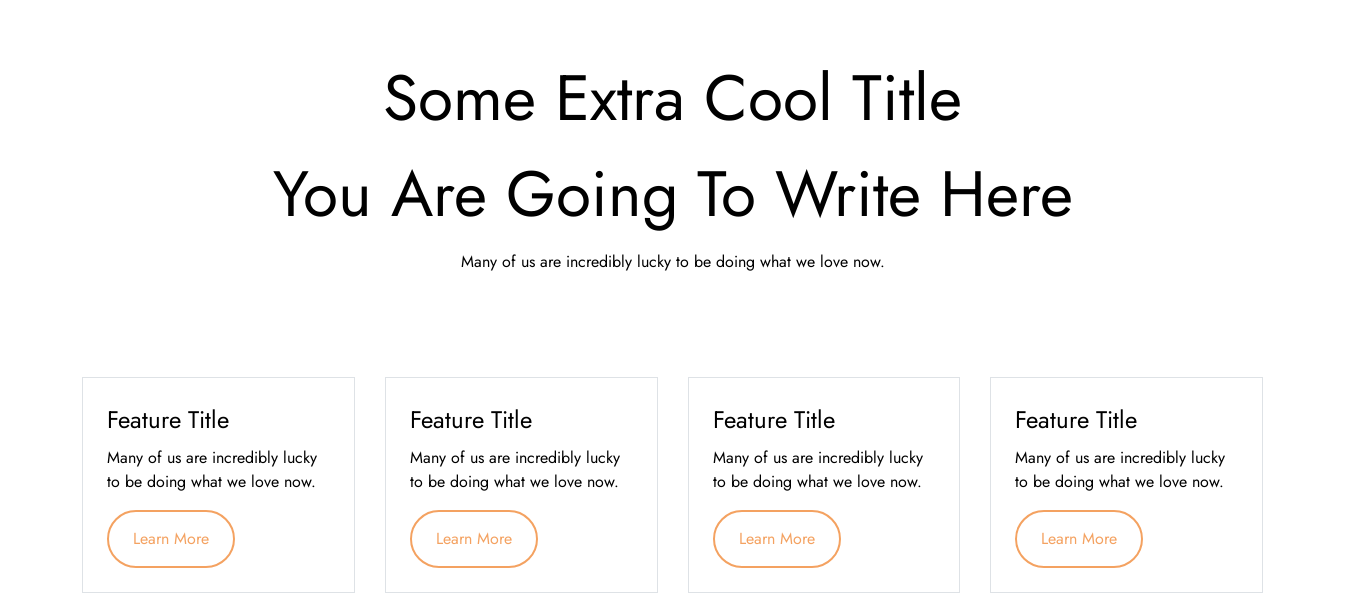 Some Extra Cool Title
You Are Going To Write Here
Many of us are incredibly lucky to be doing what we love now.
Feature Title
Many of us are incredibly lucky
to be doing what we love now.
Learn More
Feature Title
Many of us are incredibly lucky
to be doing what we love now.
Learn More
Feature Title
Many of us are incredibly lucky
to be doing what we love now.
Learn More
Feature Title
Many of us are incredibly lucky
to be doing what we love now.
Learn More